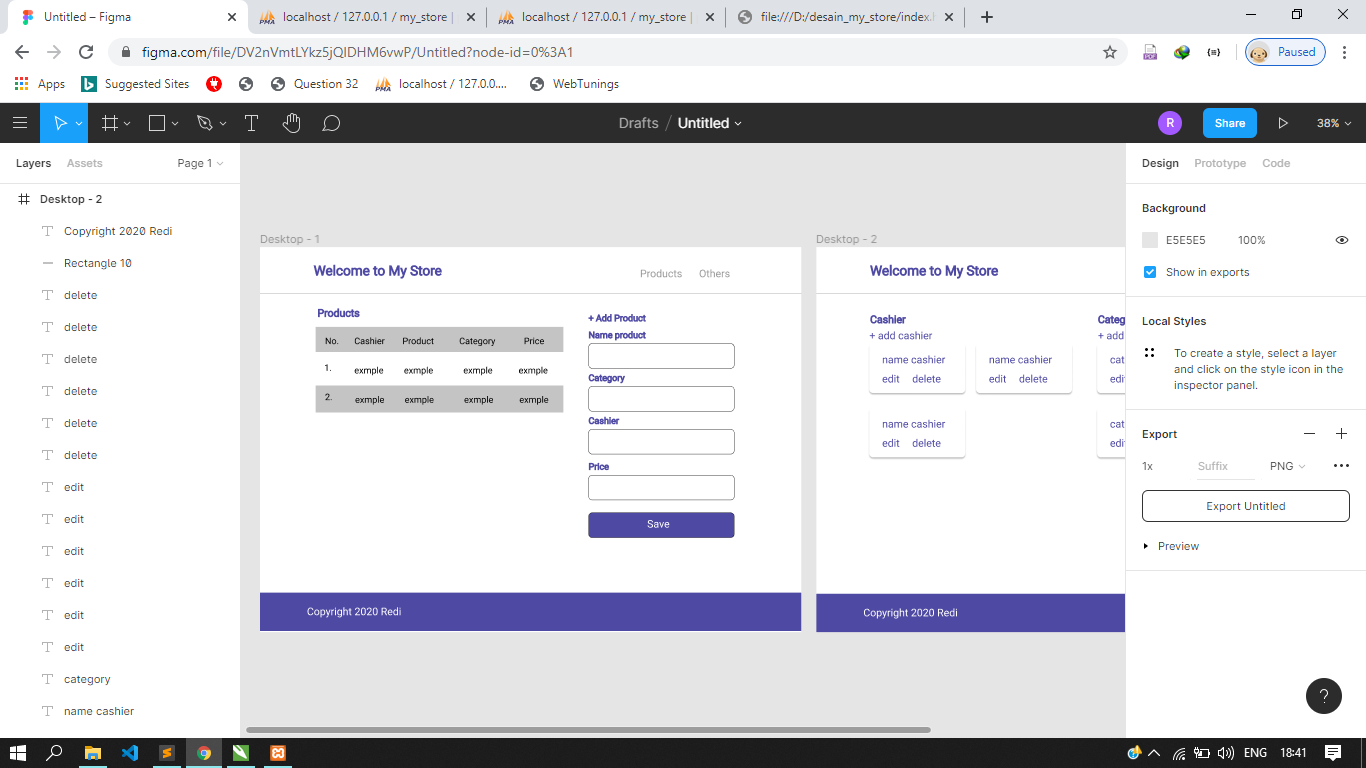 Untitled – Figma
localhost / 127.0.0.1 / my_store |
localhost / 127.0.0.1 / my_store |
file:///D:/desain_my_store/index.
figma.com/file/DV2nVmtLYkz5jQIDHM6vwP/Untitled?node-id=0%3A1
Paused
Apps
Suggested Sites
Question 32
localhost / 127.0.0....
WebTunings
Drafts / Untitled
R
Share
38%
Layers
Assets
Page 1
Design
Prototype
Code
Desktop - 2
Copyright 2020 Redi
Rectangle 10
delete
delete
delete
delete
delete
delete
edit
edit
edit
edit
edit
edit
category
name cashier
Desktop - 1
Welcome to My Store
Products
Others
Products
No. Cashier Product Category Price
1. exmple exmple exmple exmple
2. exmple exmple exmple exmple
+ Add Product
Name product
Category
Cashier
Price
Save
Copyright 2020 Redi
Desktop - 2
Welcome to My Store
Cashier
+ add cashier
name cashier
edit delete
name cashier
edit delete
name cashier
edit delete
Categ
+ add
cat
edi
cat
edi
Copyright 2020 Redi
Background
E5E5E5
100%
Show in exports
Local Styles
To create a style, select a layer
and click on the style icon in the
inspector panel.
Export
1x
Suffix
PNG
Export Untitled
Preview
?
ENG
18:41